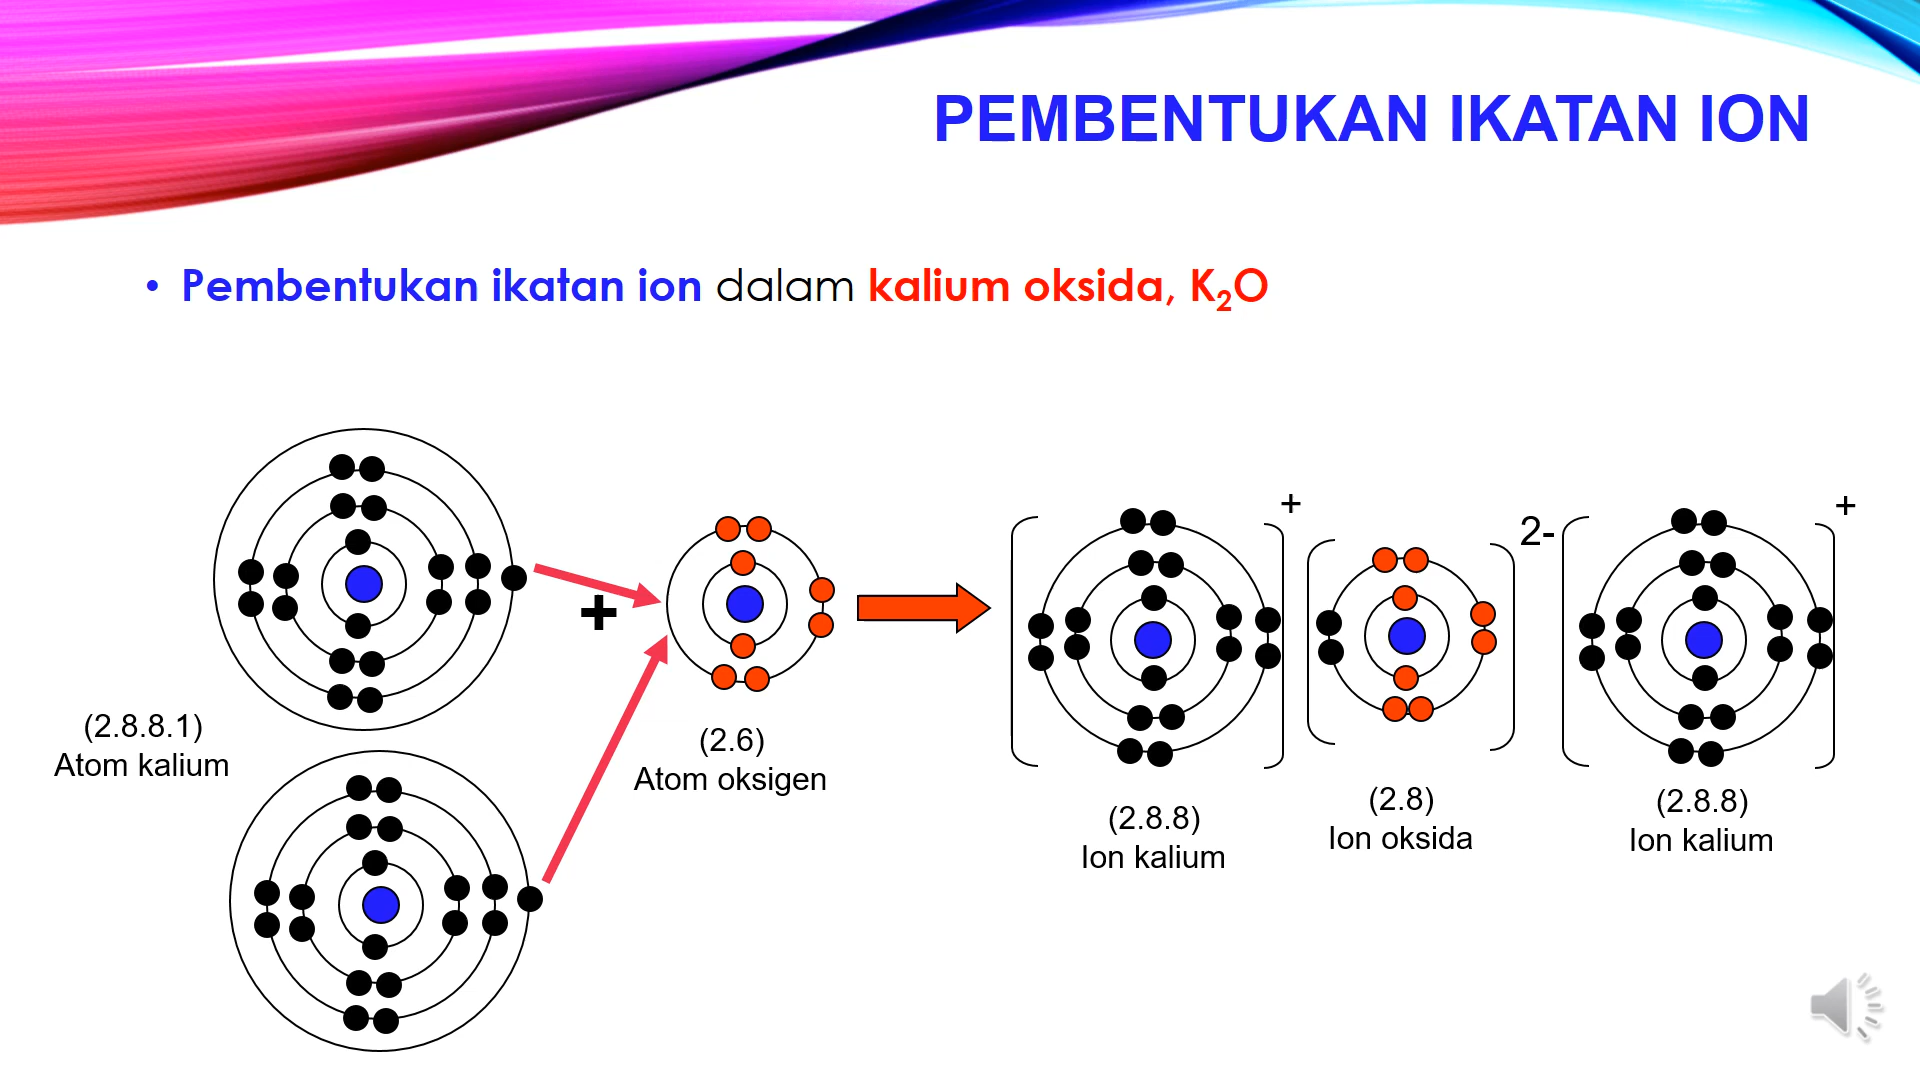 PEMBENTUKAN IKATAN ION
• Pembentukan ikatan ion dalam kalium oksida, K₂O
(2.8.8.1)
Atom kalium
+
(2.6)
Atom oksigen
+
2-
+
(2.8.8)
Ion kalium
(2.8)
Ion oksida
(2.8.8)
Ion kalium